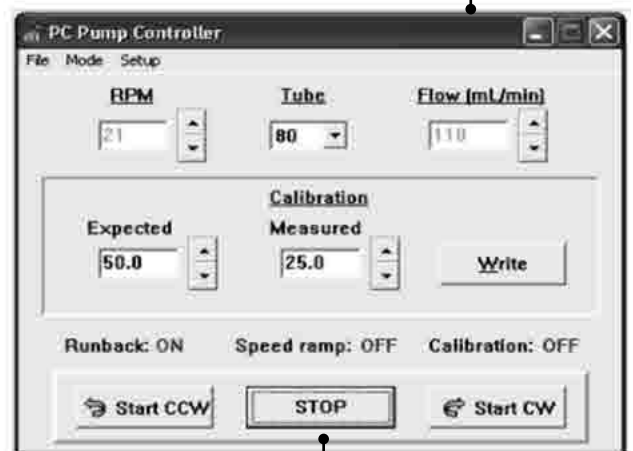 PC Pump Controller
File Mode Setup
RPM Tube Flow (mL/min)
21 80 110
Calibration
Expected Measured
50.0 25.0 Write
Runback: ON Speed ramp: OFF Calibration: OFF
Start CCW STOP Start CW